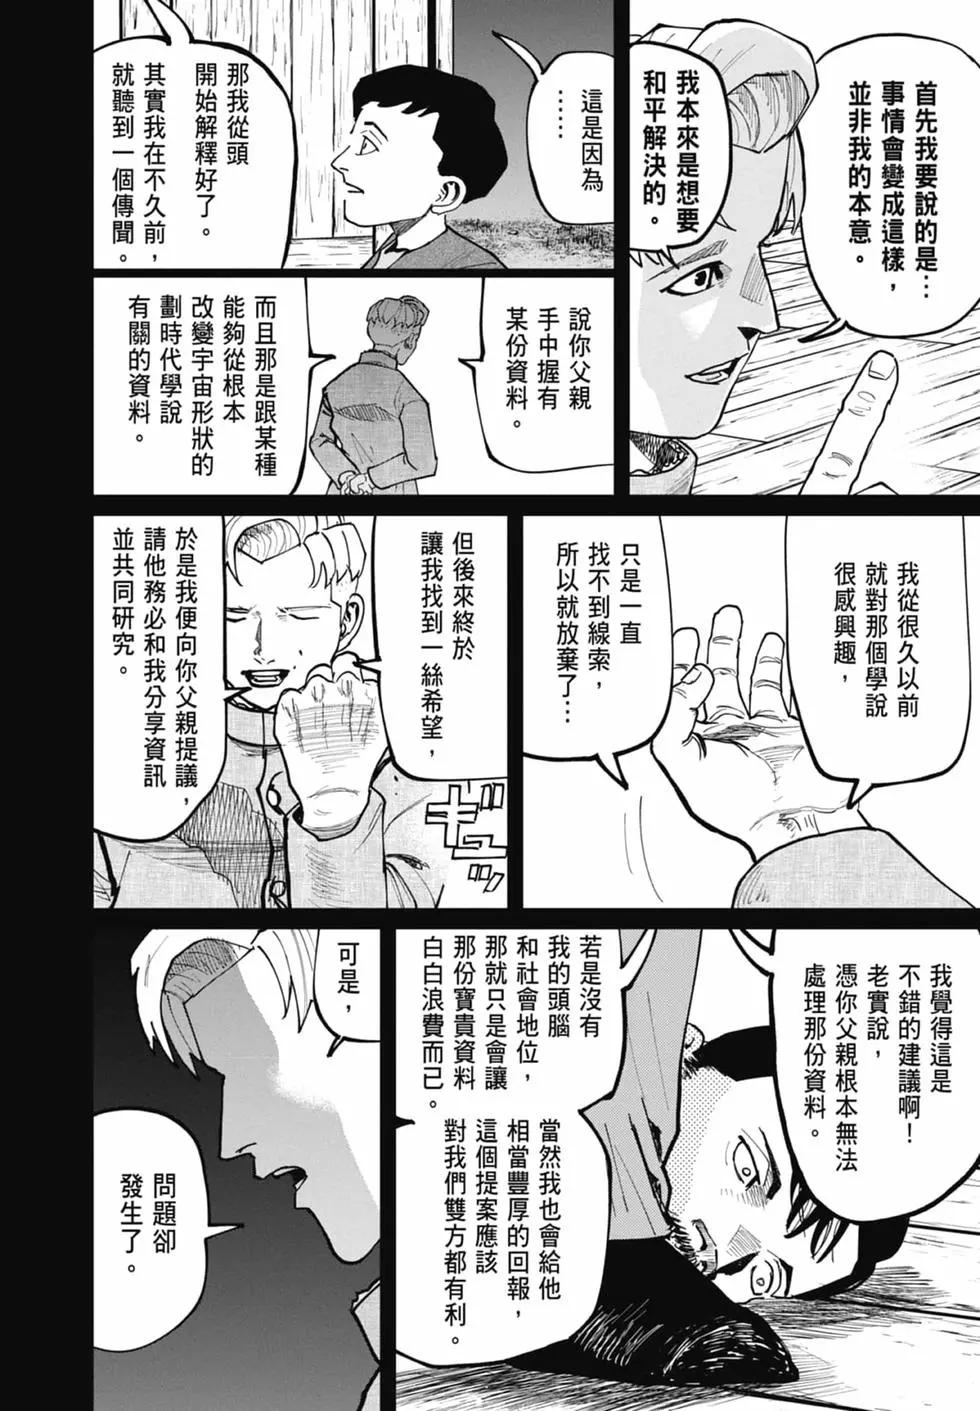 首先我要說的是…
事情會變成這樣，
並非我的本意。
我本來是想要
和平解決的。
這是因為
……
那我從頭
開始解釋好了。
其實我在不久前，
就聽到一個傳聞。
說你父親
手中握有
某份資料。
而且那是跟某種
能夠從根本
改變宇宙形狀的
劃時代學說
有關的資料。
我從很久以前
就對那個學說
很感興趣，
只是一直
找不到線索，
所以就放棄了…
但後來終於
讓我找到一絲希望，
ギュッ
於是我便向你父親提議，
請他務必和我分享資訊
並共同研究。
我覺得這是
不錯的建議啊！
老實說，
憑你父親根本無法
處理那份資料。
若是沒有
我的頭腦
和社會地位，
那就只是會讓
那份寶貴資料
白白浪費而已。
當然我也會給他
相當豐厚的回報，
這個提案應該
對我們雙方都有利。
可是，
問題卻
發生了。